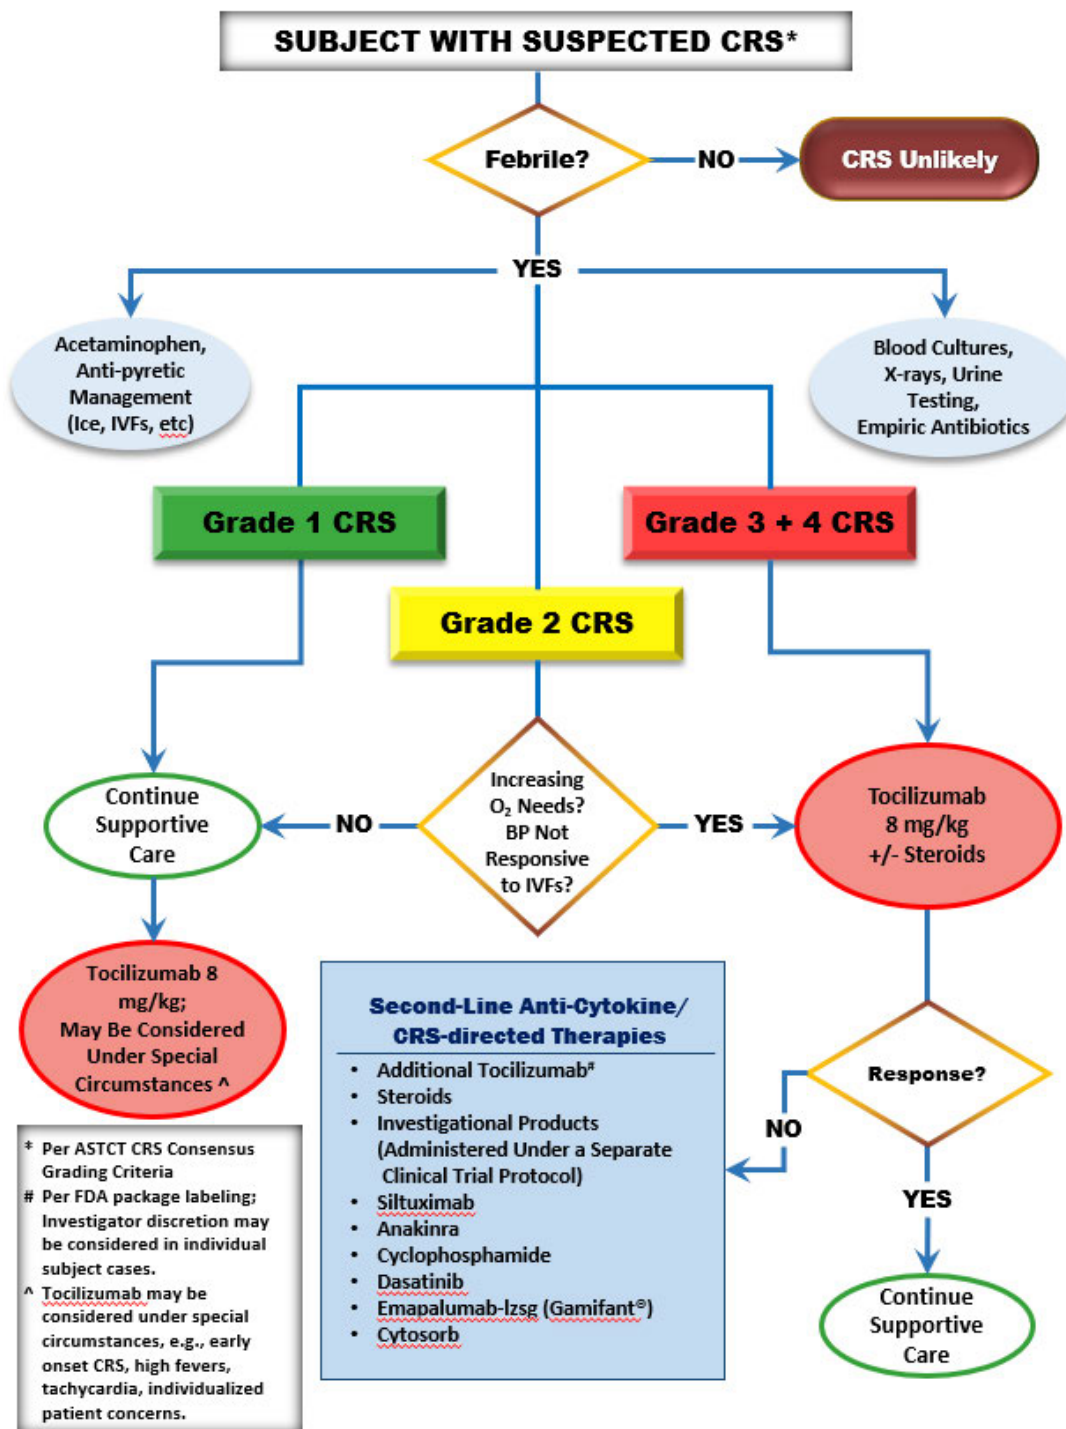 SUBJECT WITH SUSPECTED CRS*
Febrile?
NO
CRS Unlikely
YES
Acetaminophen,
Anti-pyretic
Management
(Ice, IVFs, etc)
Blood Cultures,
X-rays, Urine
Testing,
Empiric Antibiotics
Grade 1 CRS
Grade 3 + 4 CRS
Grade 2 CRS
Continue
Supportive
Care
NO
Increasing
O₂ Needs?
BP Not
Responsive
to IVFs?
YES
Tocilizumab
8 mg/kg
+/- Steroids
Tocilizumab 8
mg/kg;
May Be Considered
Under Special
Circumstances ^
Second-Line Anti-Cytokine/
CRS-directed Therapies
• Additional Tocilizumab#
• Steroids
• Investigational Products
(Administered Under a Separate
Clinical Trial Protocol)
• Siltuximab
• Anakinra
• Cyclophosphamide
• Dasatinib
• Emapalumab-lzsg (Gamifant®)
• Cytosorb
Response?
NO
YES
Continue
Supportive
Care
* Per ASTCT CRS Consensus
Grading Criteria
# Per FDA package labeling;
Investigator discretion may
be considered in individual
subject cases.
^ Tocilizumab may be
considered under special
circumstances, e.g., early
onset CRS, high fevers,
tachycardia, individualized
patient concerns.